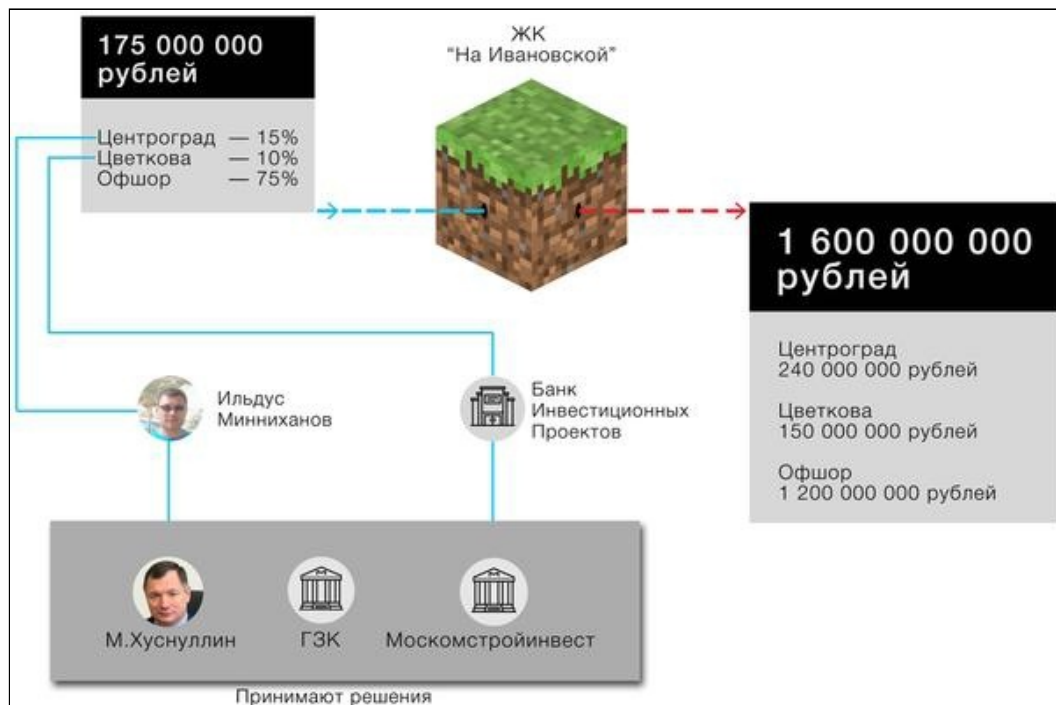 175 000 000
рублей
Центроград — 15%
Цветкова — 10%
Офшор — 75%
ЖК
"На Ивановской"
1 600 000 000
рублей
Центроград
240 000 000 рублей
Цветкова
150 000 000 рублей
Офшор
1 200 000 000 рублей
Ильдус
Минниханов
Банк
Инвестиционных
Проектов
М.Хуснуллин
ГЗК
Москомстройинвест
Принимают решения